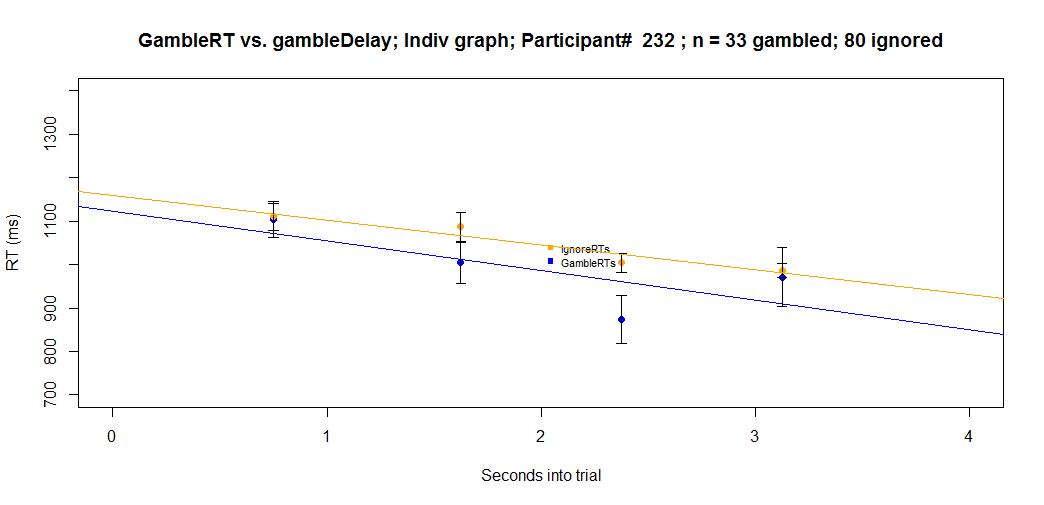 GambleRT vs. gambleDelay; Indiv graph; Participant#  232 ; n = 33 gambled; 80 ignored
1300
1100
900
800
700
RT (ms)
IgnoreRTs
GambleRTs
0 1 2 3 4
Seconds into trial